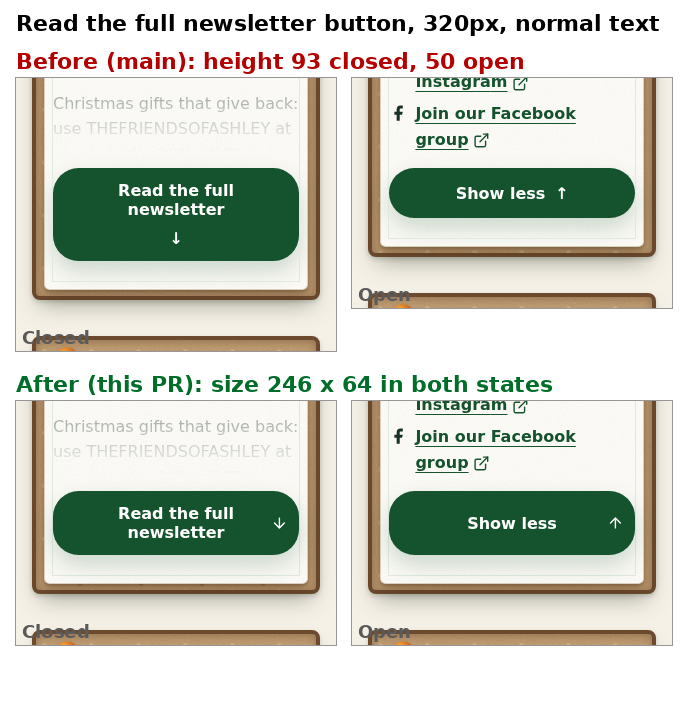 Read the full newsletter button, 320px, normal text
Before (main): height 93 closed, 50 open
Christmas gifts that give back:
use THEFRIENDSOFASHLEY at
Read the full
newsletter
↓
Closed
Instagram
Join our Facebook
group
Show less ↑
Open
After (this PR): size 246 x 64 in both states
Christmas gifts that give back:
use THEFRIENDSOFASHLEY at
Read the full
newsletter ↓
Closed
Instagram
Join our Facebook
group
Show less ↑
Open